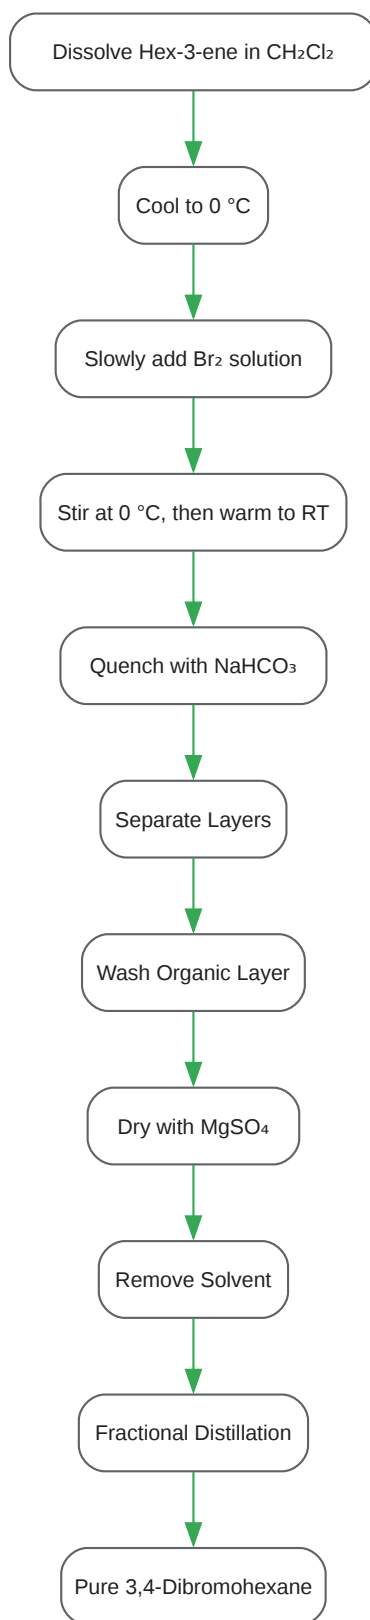 Dissolve Hex-3-ene in CH₂Cl₂
Cool to 0 °C
Slowly add Br₂ solution
Stir at 0 °C, then warm to RT
Quench with NaHCO₃
Separate Layers
Wash Organic Layer
Dry with MgSO₄
Remove Solvent
Fractional Distillation
Pure 3,4-Dibromohexane